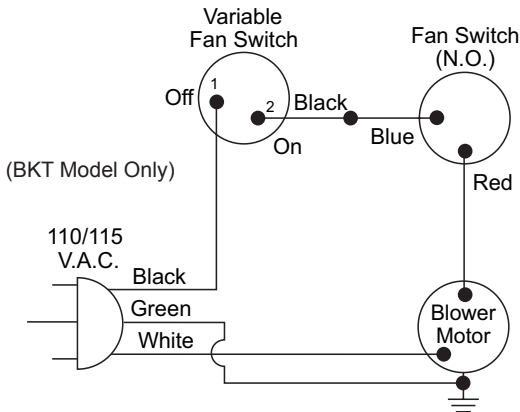 Variable
Fan Switch
Fan Switch
(N.O.)
1
Off
2
Black
On
Blue
(BKT Model Only)
Red
110/115
V.A.C.
Black
Green
White
Blower
Motor